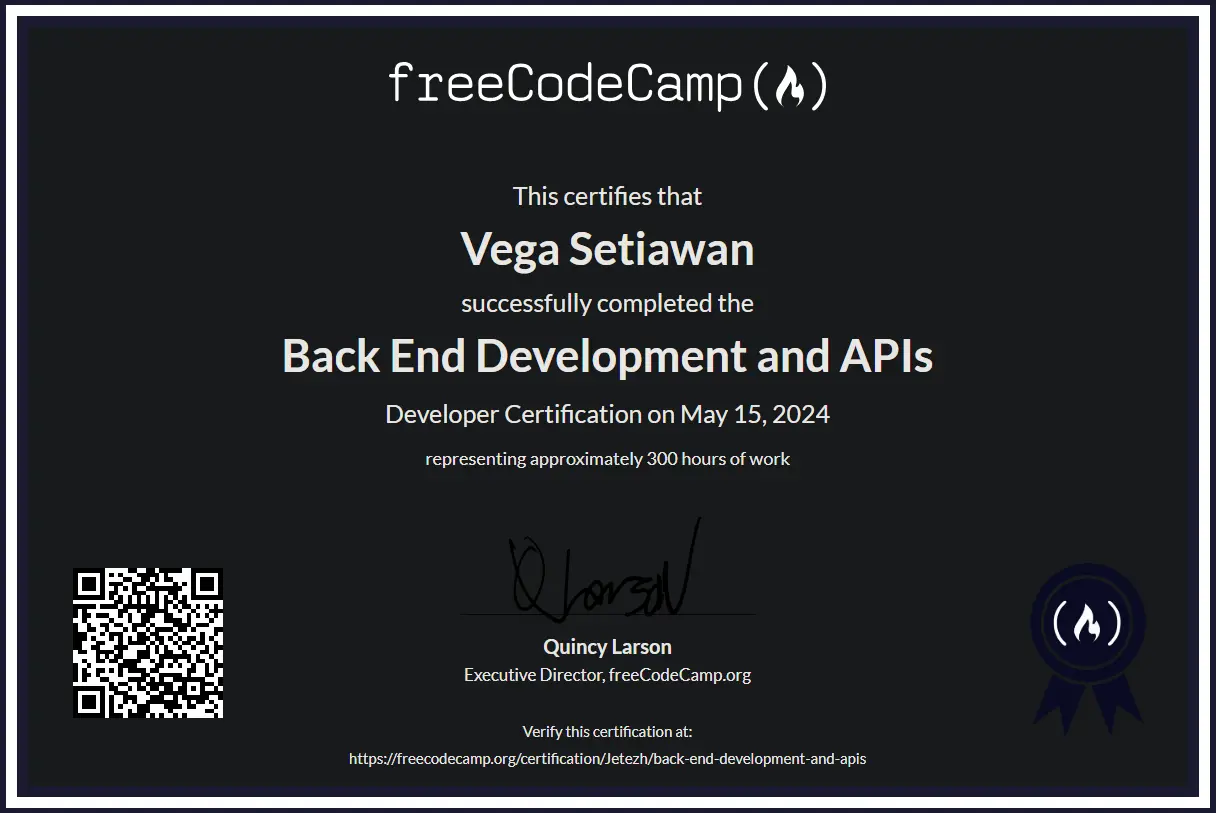 freeCodeCamp
This certifies that
Vega Setiawan
successfully completed the
Back End Development and APIs
Developer Certification on May 15, 2024
representing approximately 300 hours of work
Q Larson
Quincy Larson
Executive Director, freeCodeCamp.org
Verify this certification at:
https://freecodecamp.org/certification/Jetezh/back-end-development-and-apis